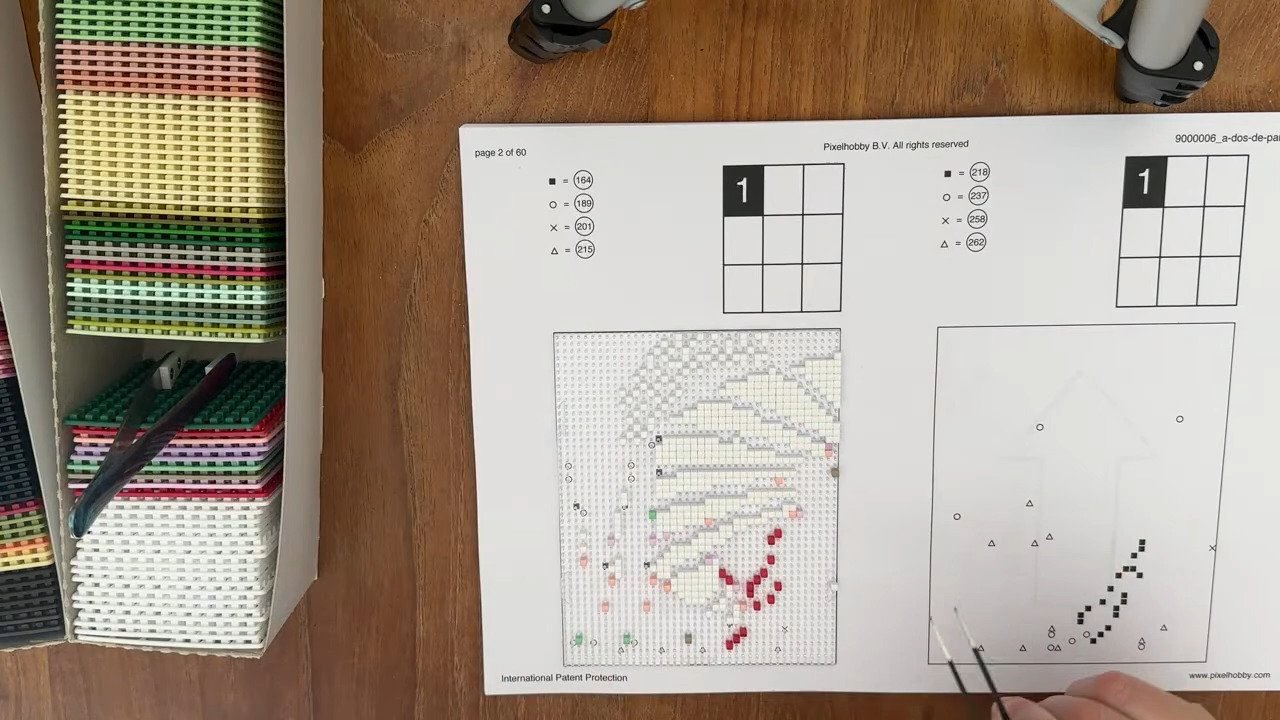 page 2 of 60
Pixelhobby B.V. All rights reserved
9000006_a-dos-de-pa
■ = 164
○ = 189
× = 201
△ = 215
1
■ = 218
○ = 237
× = 258
△ = 262
1
International Patent Protection
www.pixelhobby.com